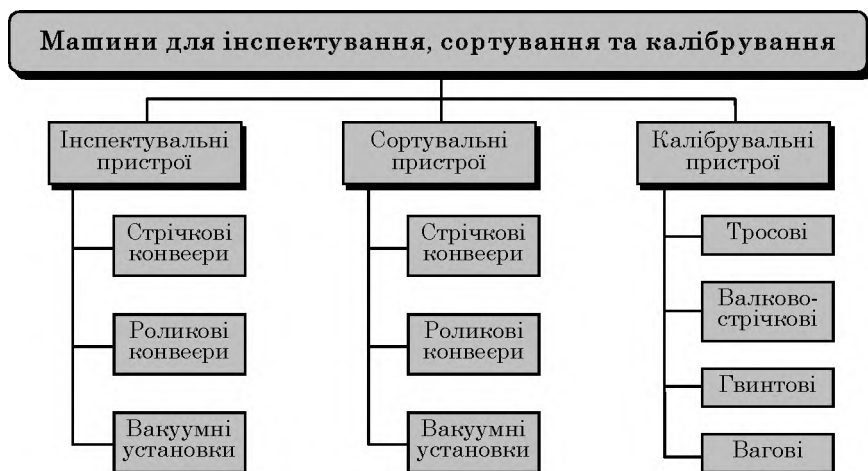 Машини для інспектування, сортування та калібрування
Інспектувальні
пристрої
Стрічкові
конвеєри
Роликові
конвеєри
Вакуумні
установки
Сортувальні
пристрої
Стрічкові
конвеєри
Роликові
конвеєри
Вакуумні
установки
Калібрувальні
пристрої
Тросові
Валково-
стрічкові
Гвинтові
Вагові